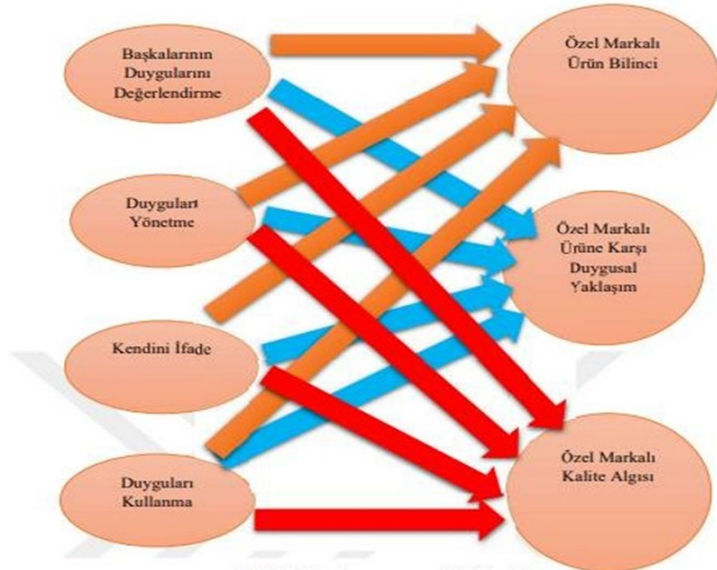 Başkalarının
Duygularını
Değerlendirme
Duyguları
Yönetme
Kendini İfade
Duyguları
Kullanma
Özel Markalı
Ürün Bilinci
Özel Markalı
Ürüne Karşı
Duygusal
Yaklaşım
Özel Markalı
Kalite Algısı